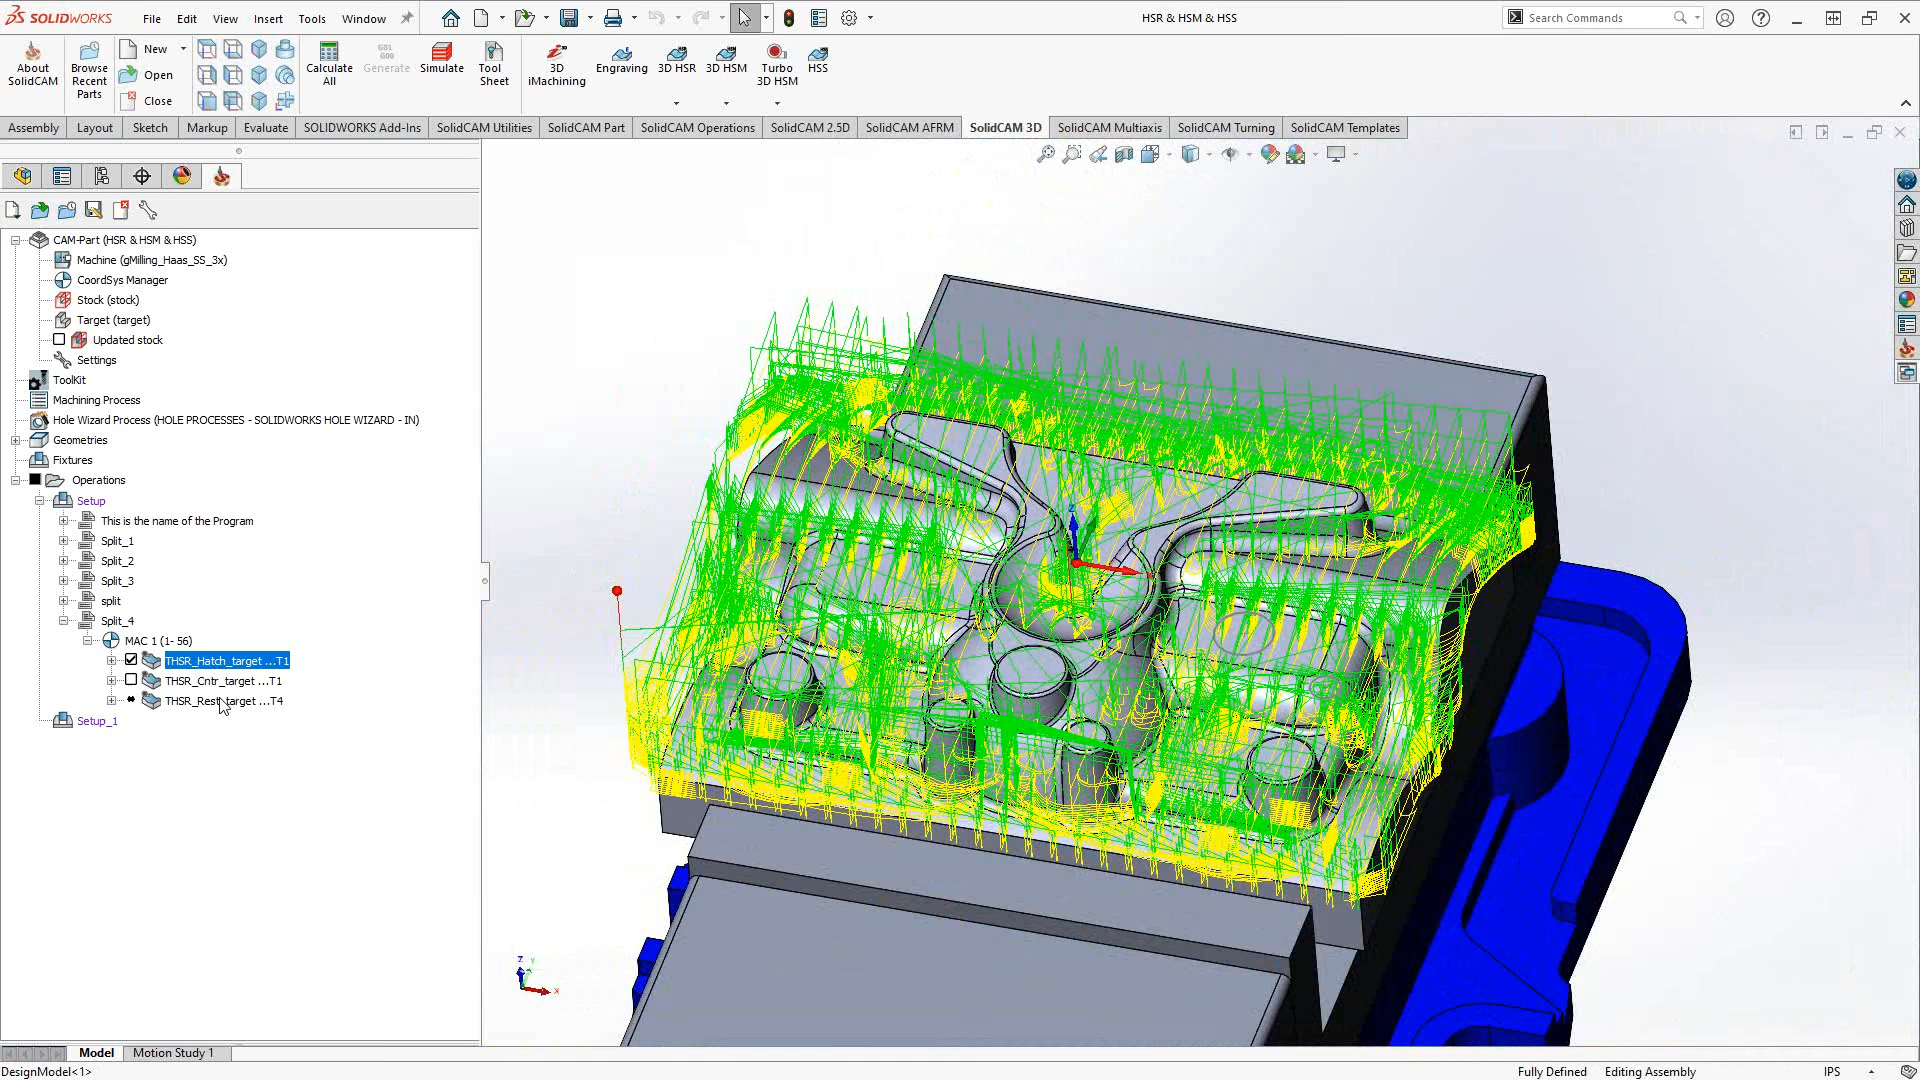 SOLIDWORKS File Edit View Insert Tools Window HSR & HSM & HSS Search Commands
About SolidCAM
Browse Recent Parts
New
Open
Close
Calculate All
G01 G00 Generate
Simulate
Tool Sheet
3D iMachining
Engraving
3D HSR
3D HSM
Turbo 3D HSM
HSS
Assembly Layout Sketch Markup Evaluate SOLIDWORKS Add-Ins SolidCAM Utilities SolidCAM Part SolidCAM Operations SolidCAM 2.5D SolidCAM AFRM SolidCAM 3D SolidCAM Multiaxis SolidCAM Turning SolidCAM Templates
CAM-Part (HSR & HSM & HSS)
Machine (gMilling_Haas_SS_3x)
CoordSys Manager
Stock (stock)
Target (target)
Updated stock
Settings
ToolKit
Machining Process
Hole Wizard Process (HOLE PROCESSES - SOLIDWORKS HOLE WIZARD - IN)
Geometries
Fixtures
Operations
Setup
This is the name of the Program
Split_1
Split_2
Split_3
split
Split_4
MAC 1 (1- 56)
THSR_Hatch_target ...T1
THSR_Cntr_target ...T1
THSR_Rest_target ...T4
Setup_1
Z
Z Y
X
Model Motion Study 1
DesignModel<1> Fully Defined Editing Assembly IPS